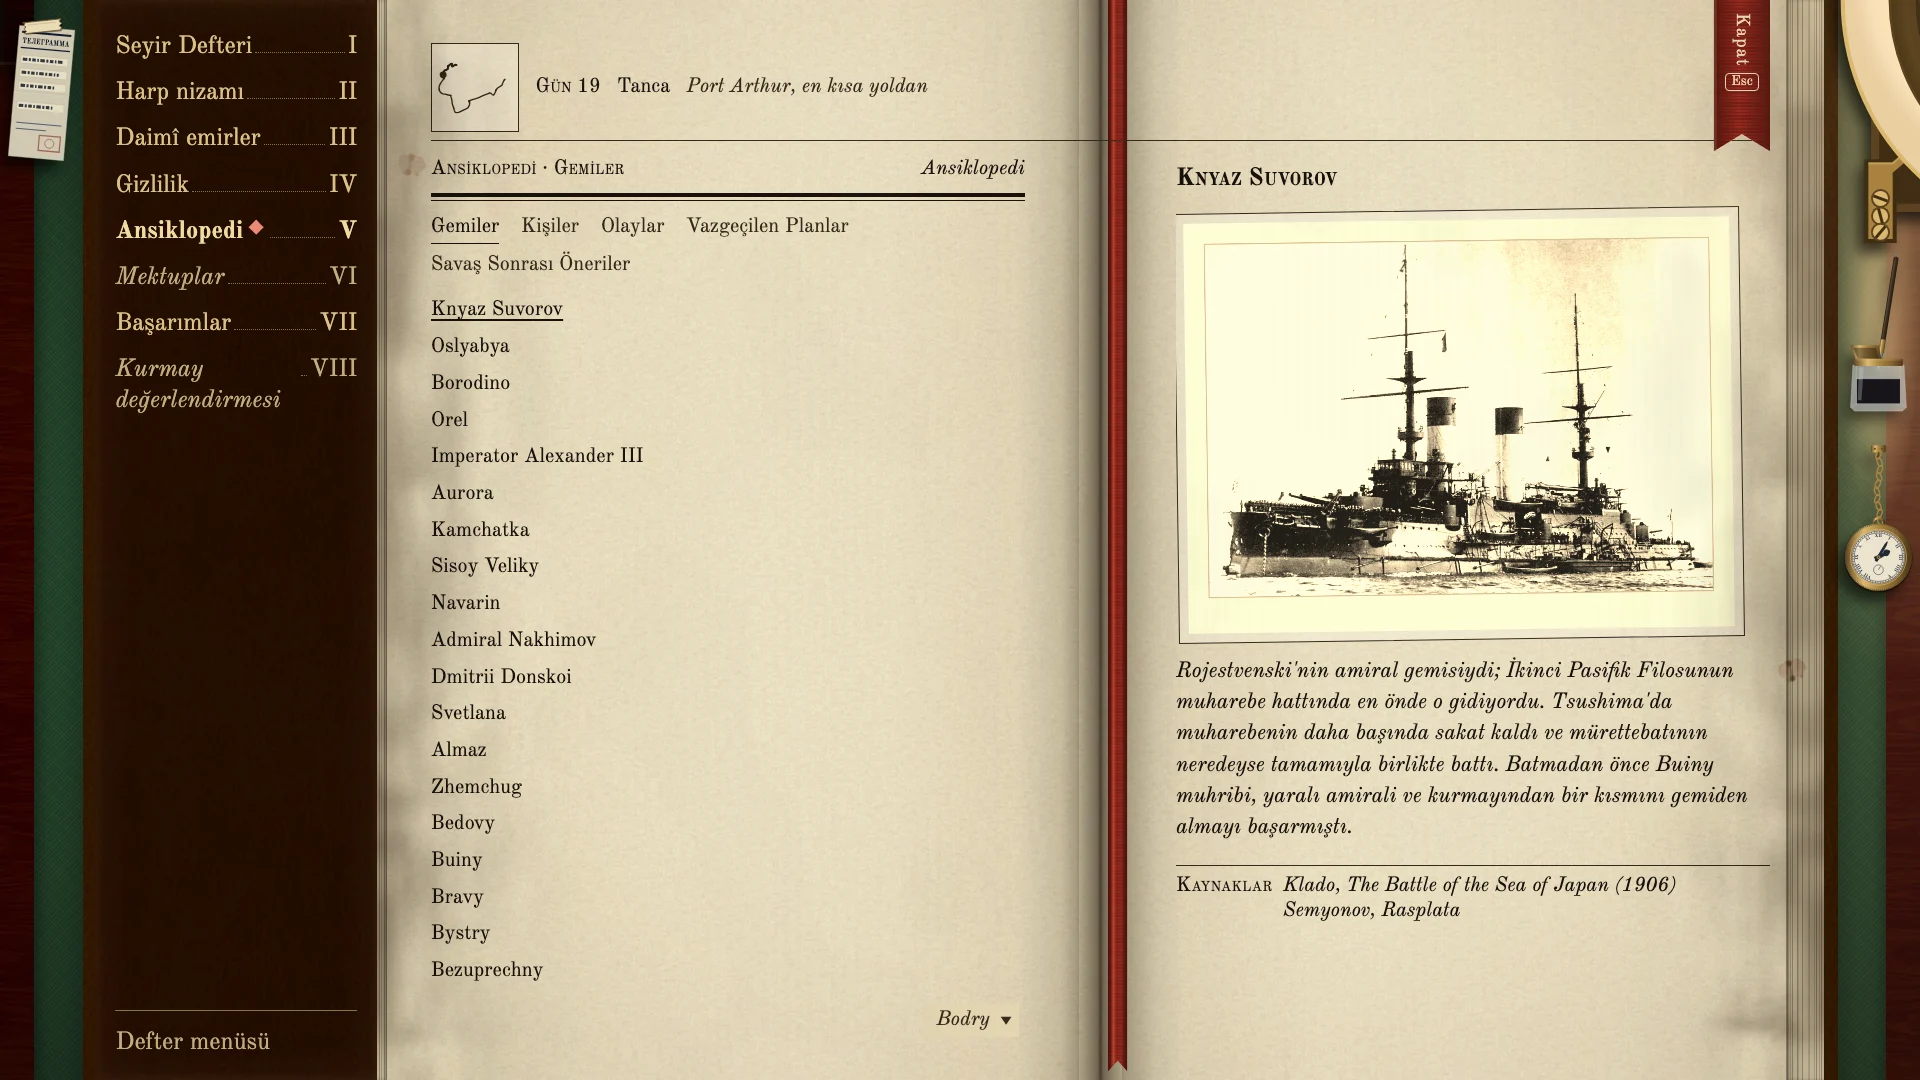 ТЕЛЕГРАММА
Seyir Defteri I
Harp nizamı II
Daimî emirler III
Gizlilik IV
Ansiklopedi V
Mektuplar VI
Başarımlar VII
Kurmay değerlendirmesi VIII
Defter menüsü
Gün 19 Tanca Port Arthur, en kısa yoldan
Ansiklopedi · Gemiler Ansiklopedi
Gemiler Kişiler Olaylar Vazgeçilen Planlar
Savaş Sonrası Öneriler
Knyaz Suvorov
Oslyabya
Borodino
Orel
Imperator Alexander III
Aurora
Kamchatka
Sisoy Veliky
Navarin
Admiral Nakhimov
Dmitrii Donskoi
Svetlana
Almaz
Zhemchug
Bedovy
Buiny
Bravy
Bystry
Bezuprechny
Bodry ▼
Kapat
Esc
Knyaz Suvorov
Rojestvenski'nin amiral gemisiydi; İkinci Pasifik Filosunun
muharebe hattında en önde o gidiyordu. Tsushima'da
muharebenin daha başında sakat kaldı ve mürettebatının
neredeyse tamamıyla birlikte battı. Batmadan önce Buiny
muhribi, yaralı amirali ve kurmayından bir kısmını gemiden
almayı başarmıştı.
Kaynaklar Klado, The Battle of the Sea of Japan (1906)
Semyonov, Rasplata